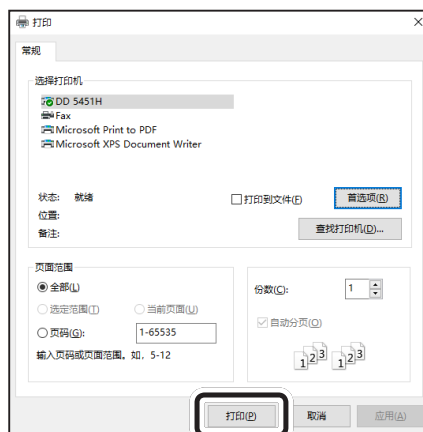 打印
常规
选择打印机
DD 5451H
Fax
Microsoft Print to PDF
Microsoft XPS Document Writer
状态: 就绪
打印到文件(F) 首选项(R)
位置:
备注: 查找打印机(D)...
页面范围
全部(L)
选定范围(T) 当前页面(U)
页码(G): 1-65535
输入页码或页面范围。如，5-12
份数(C): 1
自动分页(O)
1 2 3 1 2 3
打印(P) 取消 应用(A)